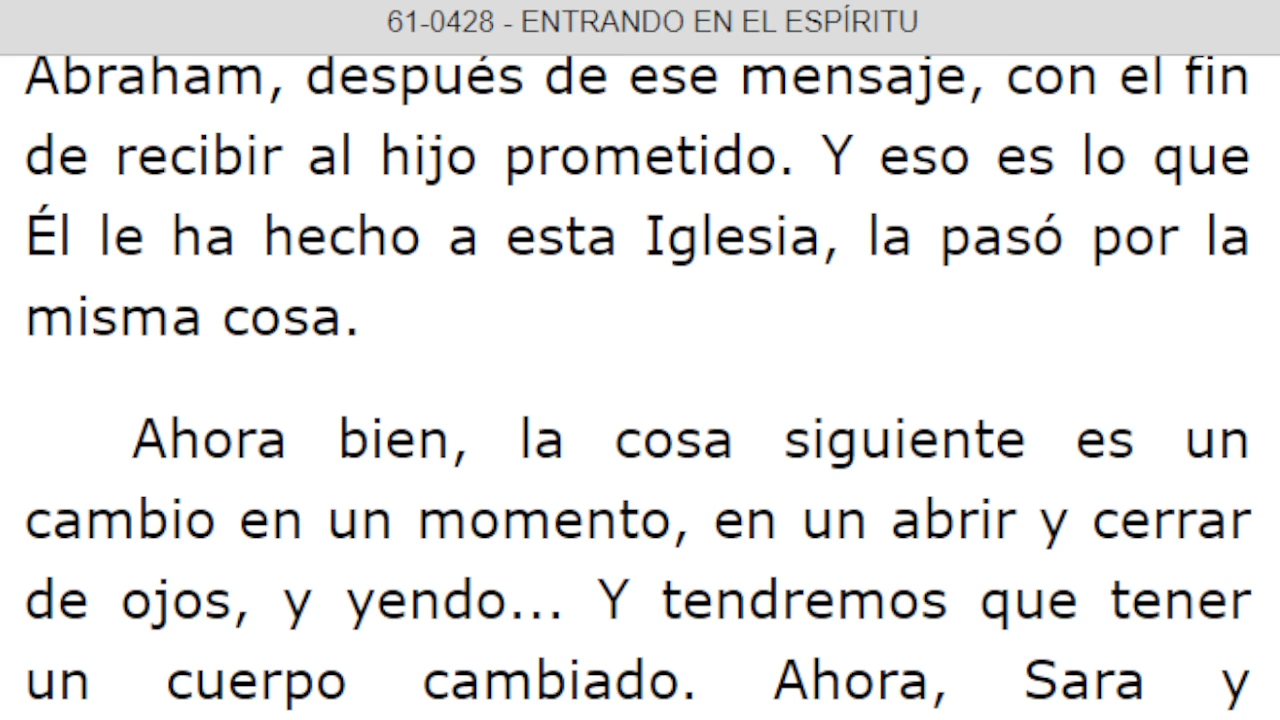 61-0428 - ENTRANDO EN EL ESPÍRITU
Abraham, después de ese mensaje, con el fin
de recibir al hijo prometido. Y eso es lo que
Él le ha hecho a esta Iglesia, la pasó por la
misma cosa.
Ahora bien, la cosa siguiente es un
cambio en un momento, en un abrir y cerrar
de ojos, y yendo... Y tendremos que tener
un cuerpo cambiado. Ahora, Sara y